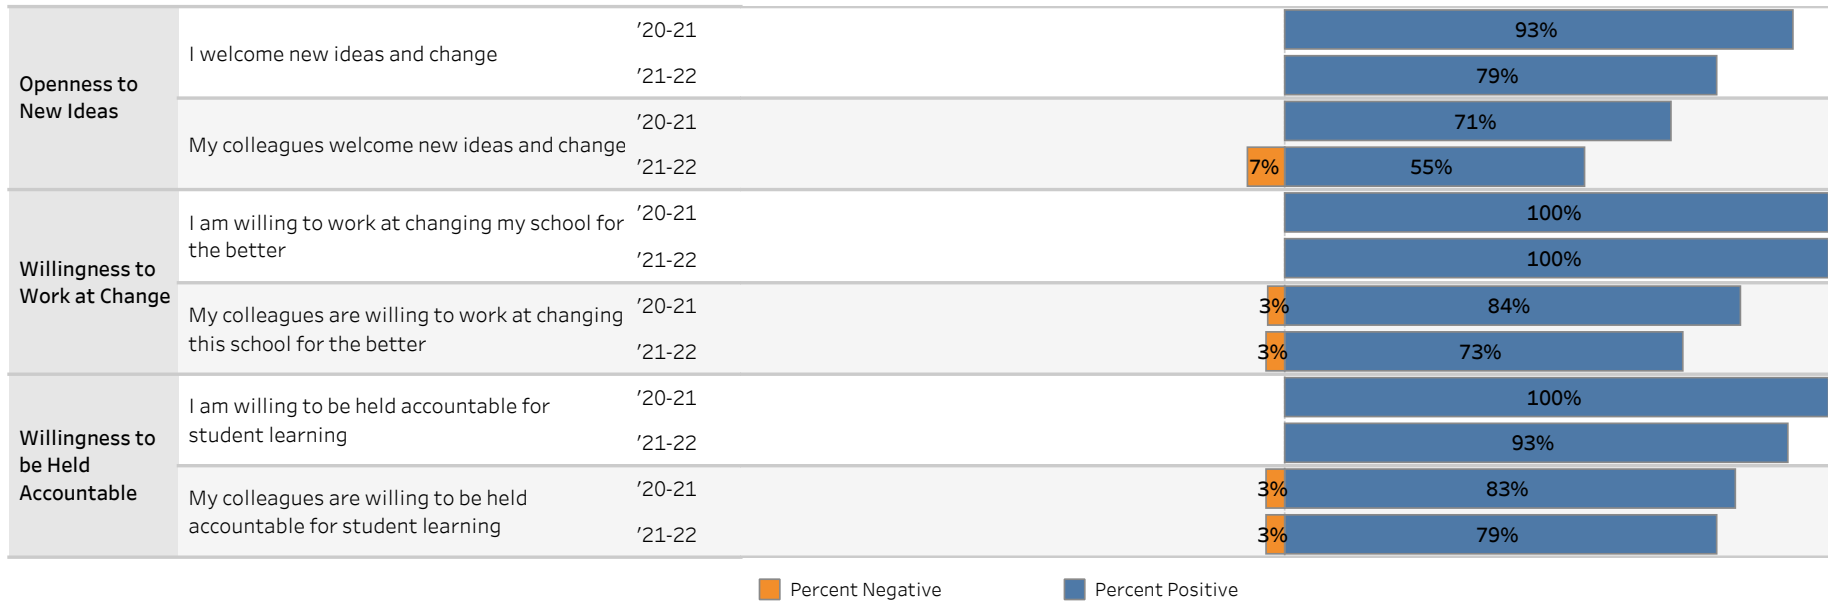 Openness to
New Ideas
I welcome new ideas and change
'20-21
93%
'21-22
79%
My colleagues welcome new ideas and change
'20-21
71%
'21-22
7%
55%
Willingness to
Work at Change
I am willing to work at changing my school for
the better
'20-21
100%
'21-22
100%
My colleagues are willing to work at changing
this school for the better
'20-21
3%
84%
'21-22
3%
73%
Willingness to
be Held
Accountable
I am willing to be held accountable for
student learning
'20-21
100%
'21-22
93%
My colleagues are willing to be held
accountable for student learning
'20-21
3%
83%
'21-22
3%
79%
Percent Negative
Percent Positive